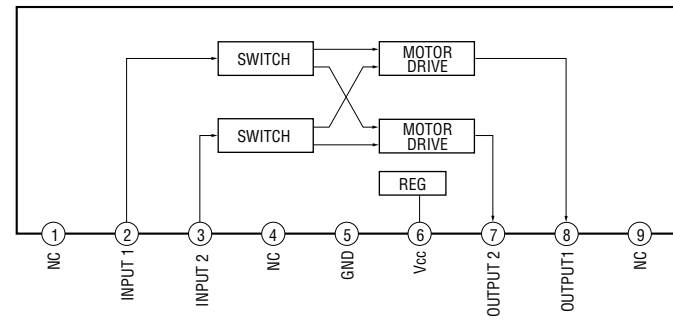 SWITCH
MOTOR
DRIVE
SWITCH
MOTOR
DRIVE
REG
1
2
3
4
5
6
7
8
9
NC
INPUT 1
INPUT 2
NC
GND
Vcc
OUTPUT 2
OUTPUT1
NC